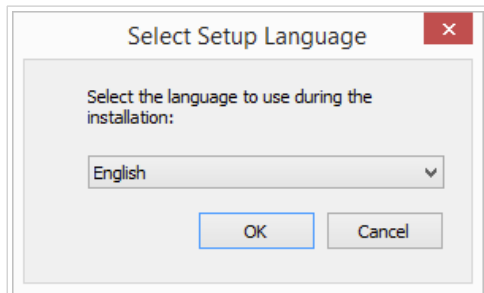 Select Setup Language
Select the language to use during the
installation:
English
OK
Cancel